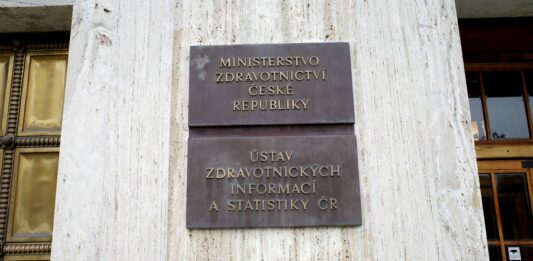 MINISTERSTVO
ZDRAVOTNICTVÍ
ČESKÉ
REPUBLIKY
ÚSTAV
ZDRAVOTNICKÝCH
INFORMACÍ
A STATISTIKY ČR